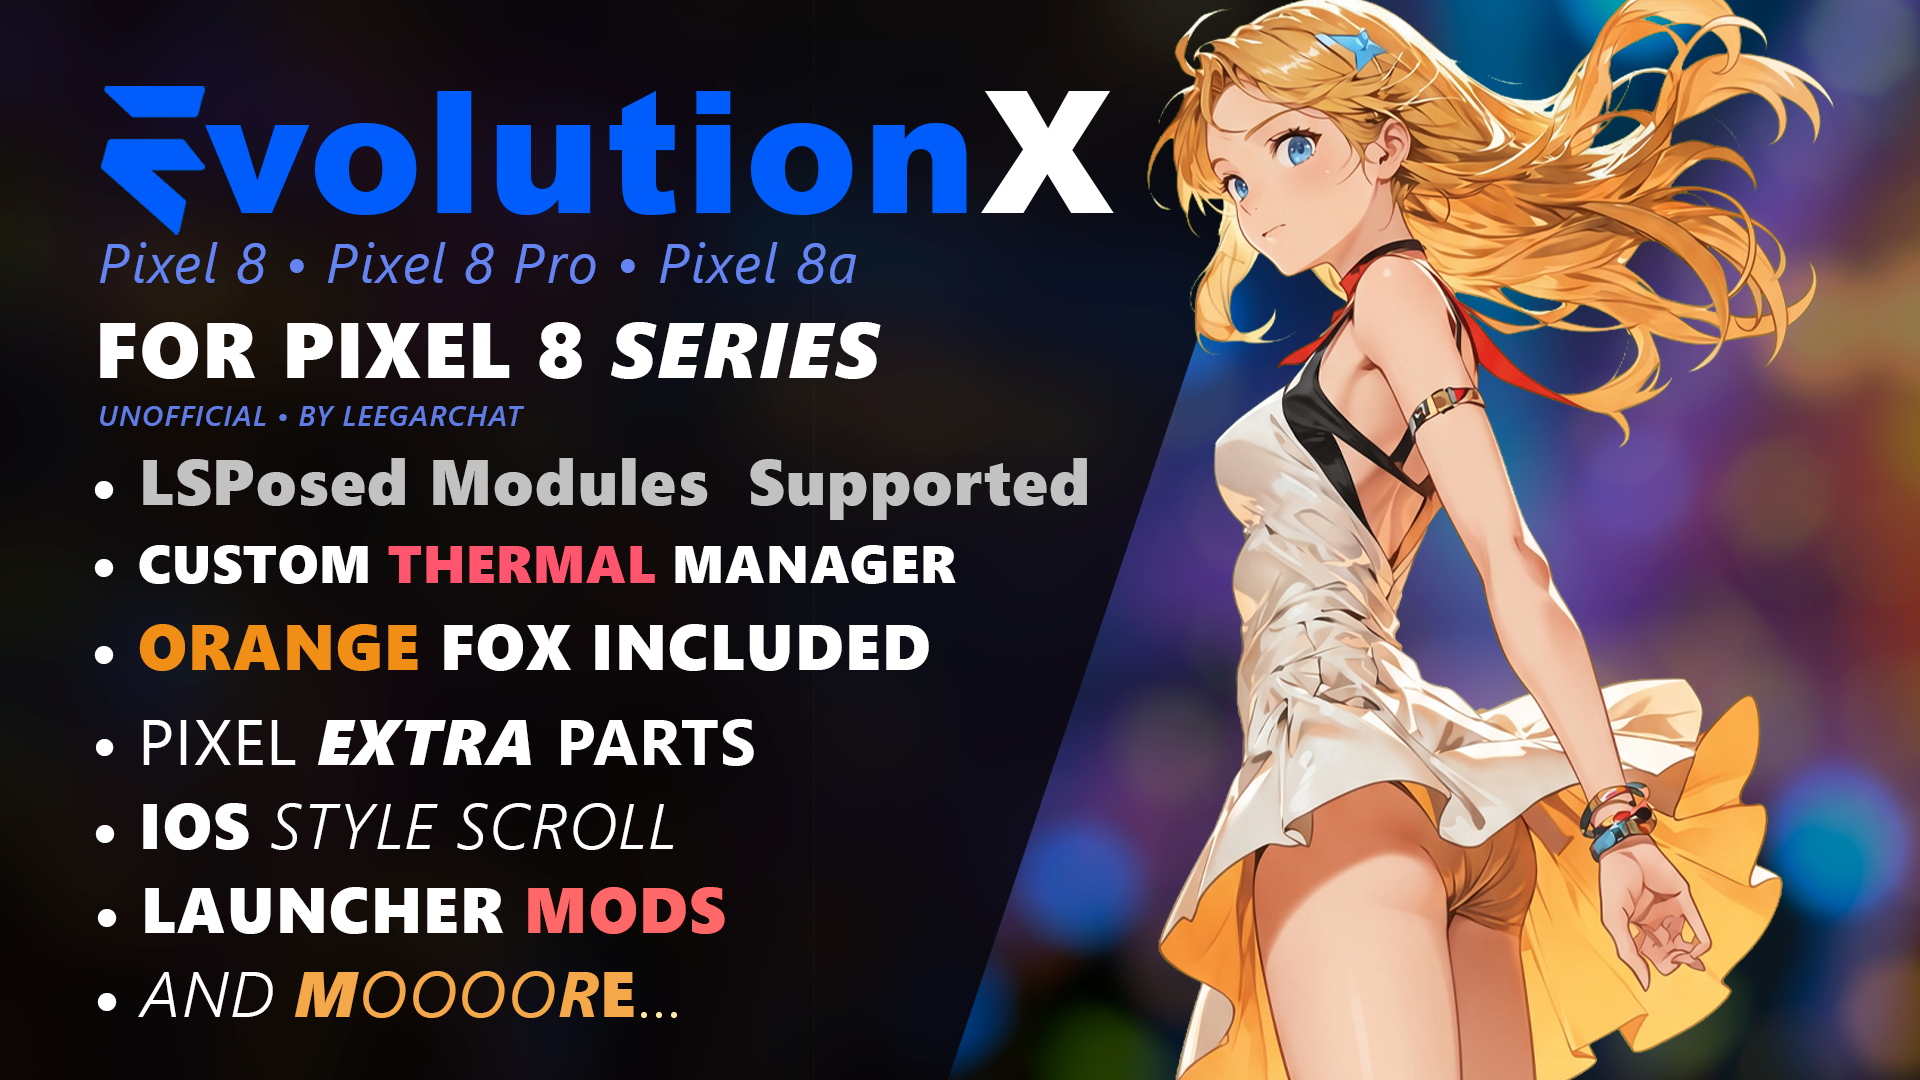 EvolutionX
Pixel 8 • Pixel 8 Pro • Pixel 8a
FOR PIXEL 8 SERIES
UNOFFICIAL • BY LEEGARCHAT
• LSPosed Modules Supported
• CUSTOM THERMAL MANAGER
• ORANGE FOX INCLUDED
• PIXEL EXTRA PARTS
• IOS STYLE SCROLL
• LAUNCHER MODS
• AND MOOOORE...